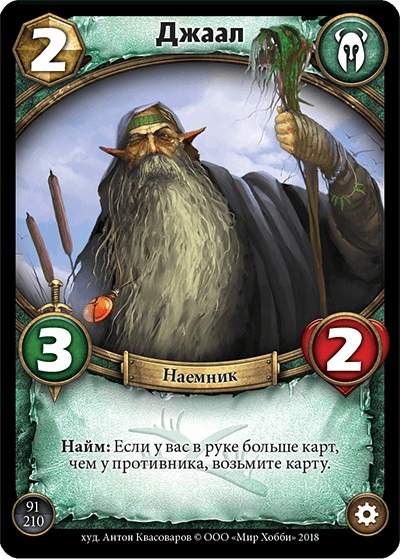 2
Джаал
3
2
Наемник
Найм: Если у вас в руке больше карт,
чем у противника, возьмите карту.
91
210
худ. Антон Квасоваров © ООО «Мир Хобби» 2018